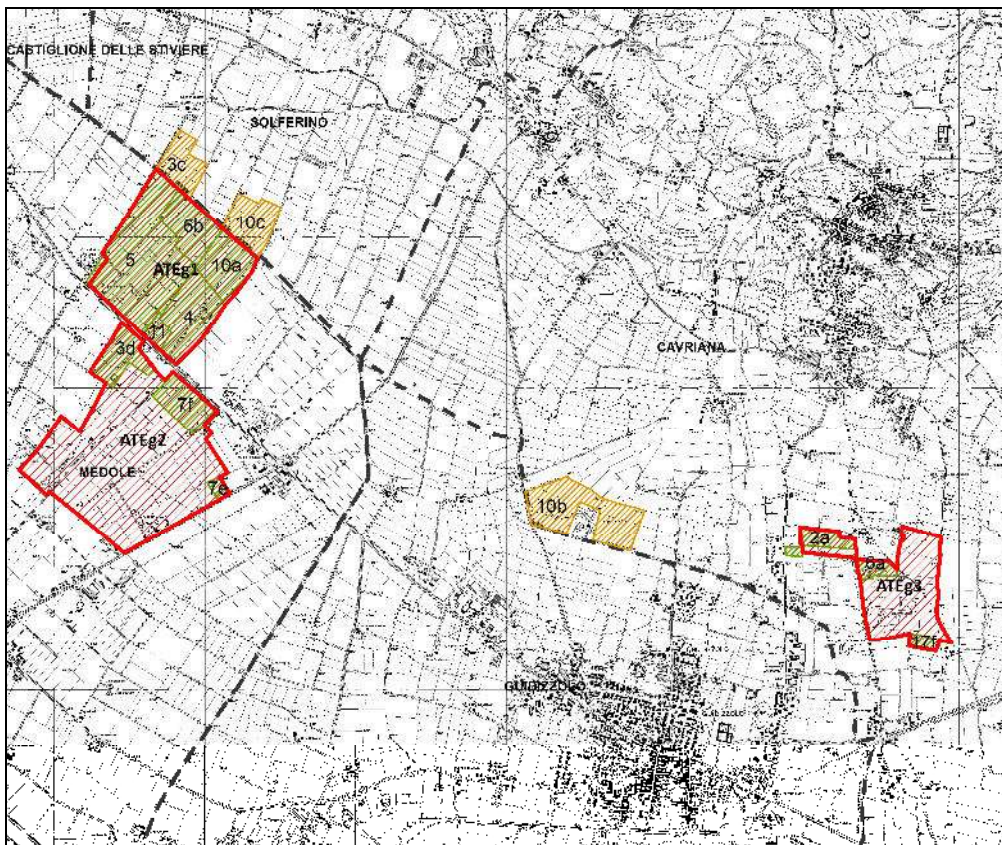 CASTIGLIONE DELLE STIVIERE
SOLFERINO
3c
6b
10c
5
ATEg1
10a
4
11
3d
CAVRIANA
7f
ATEg2
MEDOLE
7e
10b
2a
6a
ATEg3
17f
GUIDIZZOLO